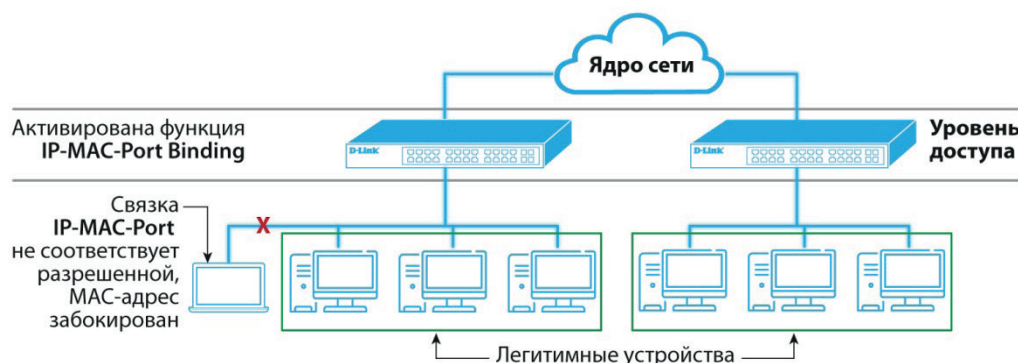 Ядро сети
Активирована функция
IP-MAC-Port Binding
D-Link
D-Link
Уровень
доступа
Связка
IP-MAC-Port
не соответствует
разрешенной,
MAC-адрес
забокирован
X
Легитимные устройства